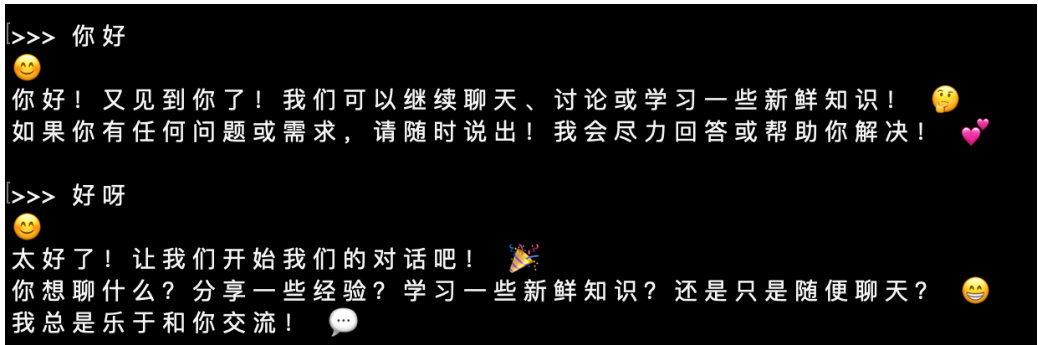 >>> 你好
😊
你好！又见到你了！我们可以继续聊天、讨论或学习一些新鲜知识！ 🤔
如果你有任何问题或需求，请随时说出！我会尽力回答或帮助你解决！ 💕
>>> 好呀
😊
太好了！让我们开始我们的对话吧！ 🎉
你想聊什么？分享一些经验？学习一些新鲜知识？还是只是随便聊天？ 😁
我总是乐于和你交流！ 💬